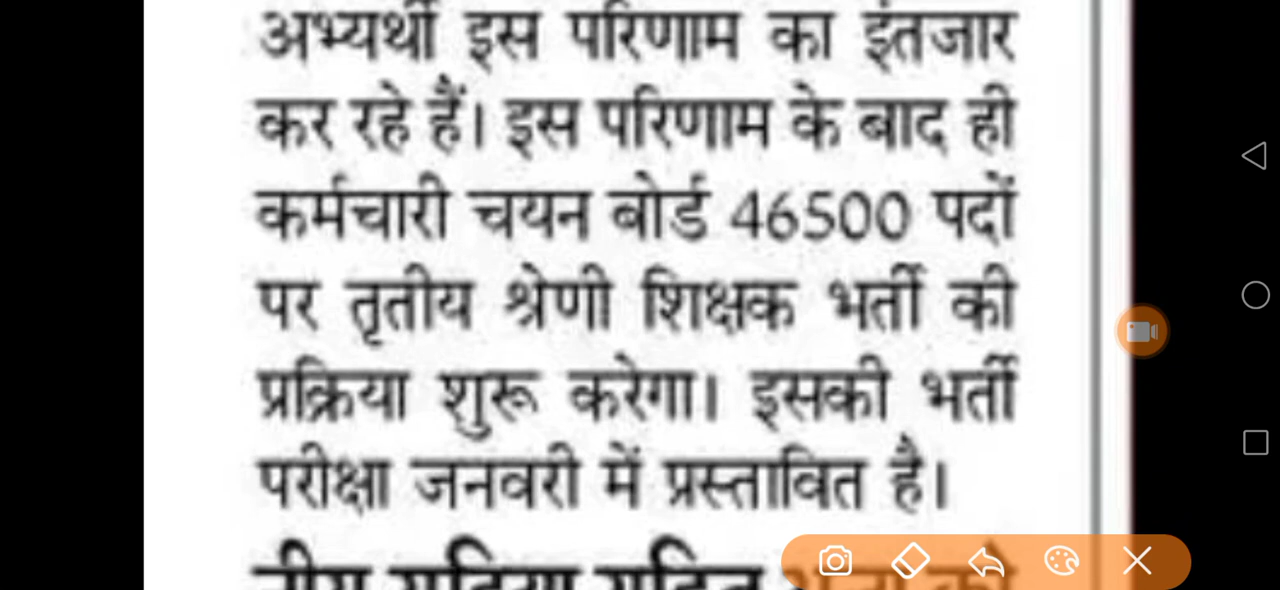 अभ्यर्थी इस परिणाम का इंतजार
कर रहे हैं। इस परिणाम के बाद ही
कर्मचारी चयन बोर्ड 46500 पदों
पर तृतीय श्रेणी शिक्षक भर्ती की
प्रक्रिया शुरू करेगा। इसकी भर्ती
परीक्षा जनवरी में प्रस्तावित है।